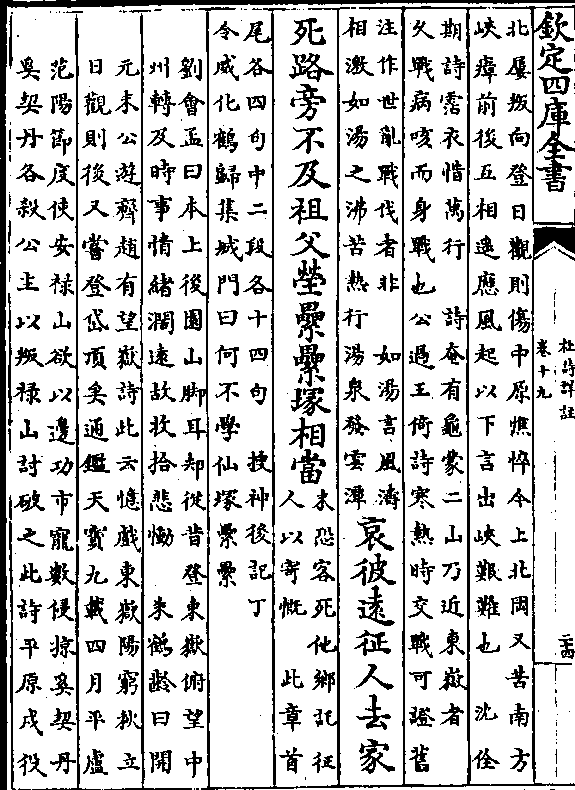 欽定四庫全書
杜詩詳註
卷十九
北屢叛向登日觀則傷中原憔悴今上北岡又苦南方
峽瘴前後互相逓應風起以下言出峽艱難也 沈佺
期詩霑衣惜萬行 詩奄有龜蒙二山乃近東嶽者
久戰病咳而身戰也公過王倚詩寒熱時交戰可證舊
注作世亂戰伐者非 如湯言風濤
相激如湯之沸苦熱行湯泉發雲潭
哀彼遠征人去家
死路旁不及祖父塋纍纍塚相當
末恐客死他鄉託征
人以寄慨 此章首
尾各四句中二段各十四句 搜神後記丁
令威化鶴歸集城門曰何不學仙塚纍纍
劉會孟曰本上後園山脚耳却從昔登東嶽俯望中
州轉及時事情緒濶遠故收拾悲慟 朱鶴齡曰開
元末公遊齊趙有望嶽詩此云憶戲東嶽陽窮秋立
日觀則後又嘗登岱頂矣通鑑天寶九載四月平盧
范陽節度使安祿山欲以邊功市寵數侵掠奚契丹
奚契丹各殺公主以叛祿山討破之此詩平原戍役